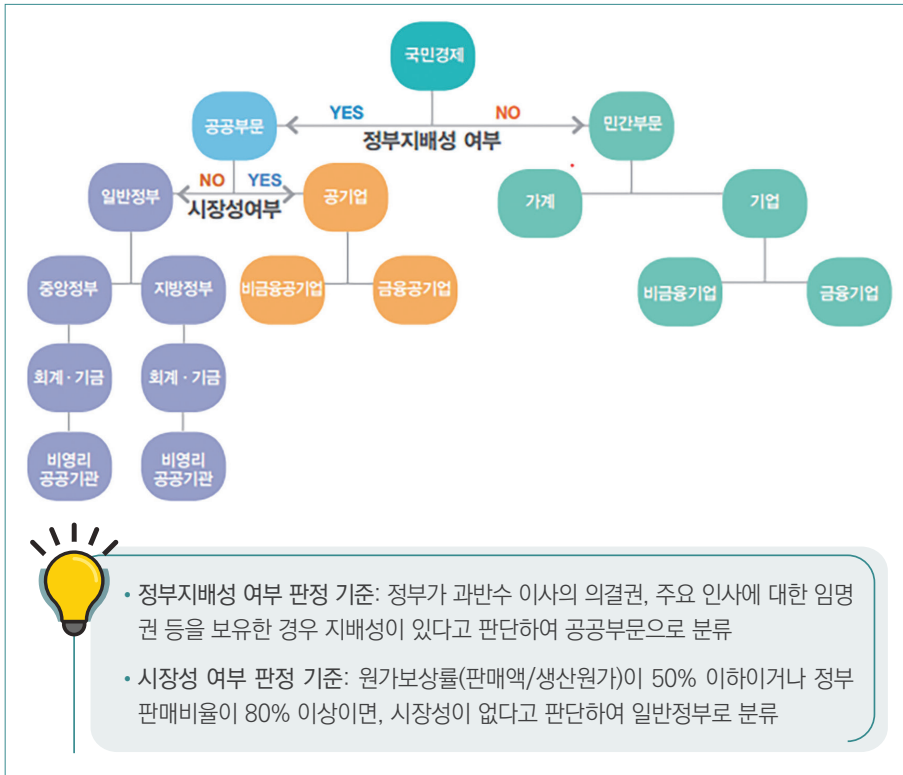 국민경제
공공부문
YES
NO
민간부문
정부지배성 여부
일반정부
NO
YES
공기업
시장성여부
가계
기업
중앙정부
지방정부
비금융공기업
금융공기업
비금융기업
금융기업
회계·기금
회계·기금
비영리
공공기관
비영리
공공기관
• 정부지배성 여부 판정 기준: 정부가 과반수 이사의 의결권, 주요 인사에 대한 임명
권 등을 보유한 경우 지배성이 있다고 판단하여 공공부문으로 분류
• 시장성 여부 판정 기준: 원가보상률(판매액/생산원가)이 50% 이하이거나 정부
판매비율이 80% 이상이면, 시장성이 없다고 판단하여 일반정부로 분류